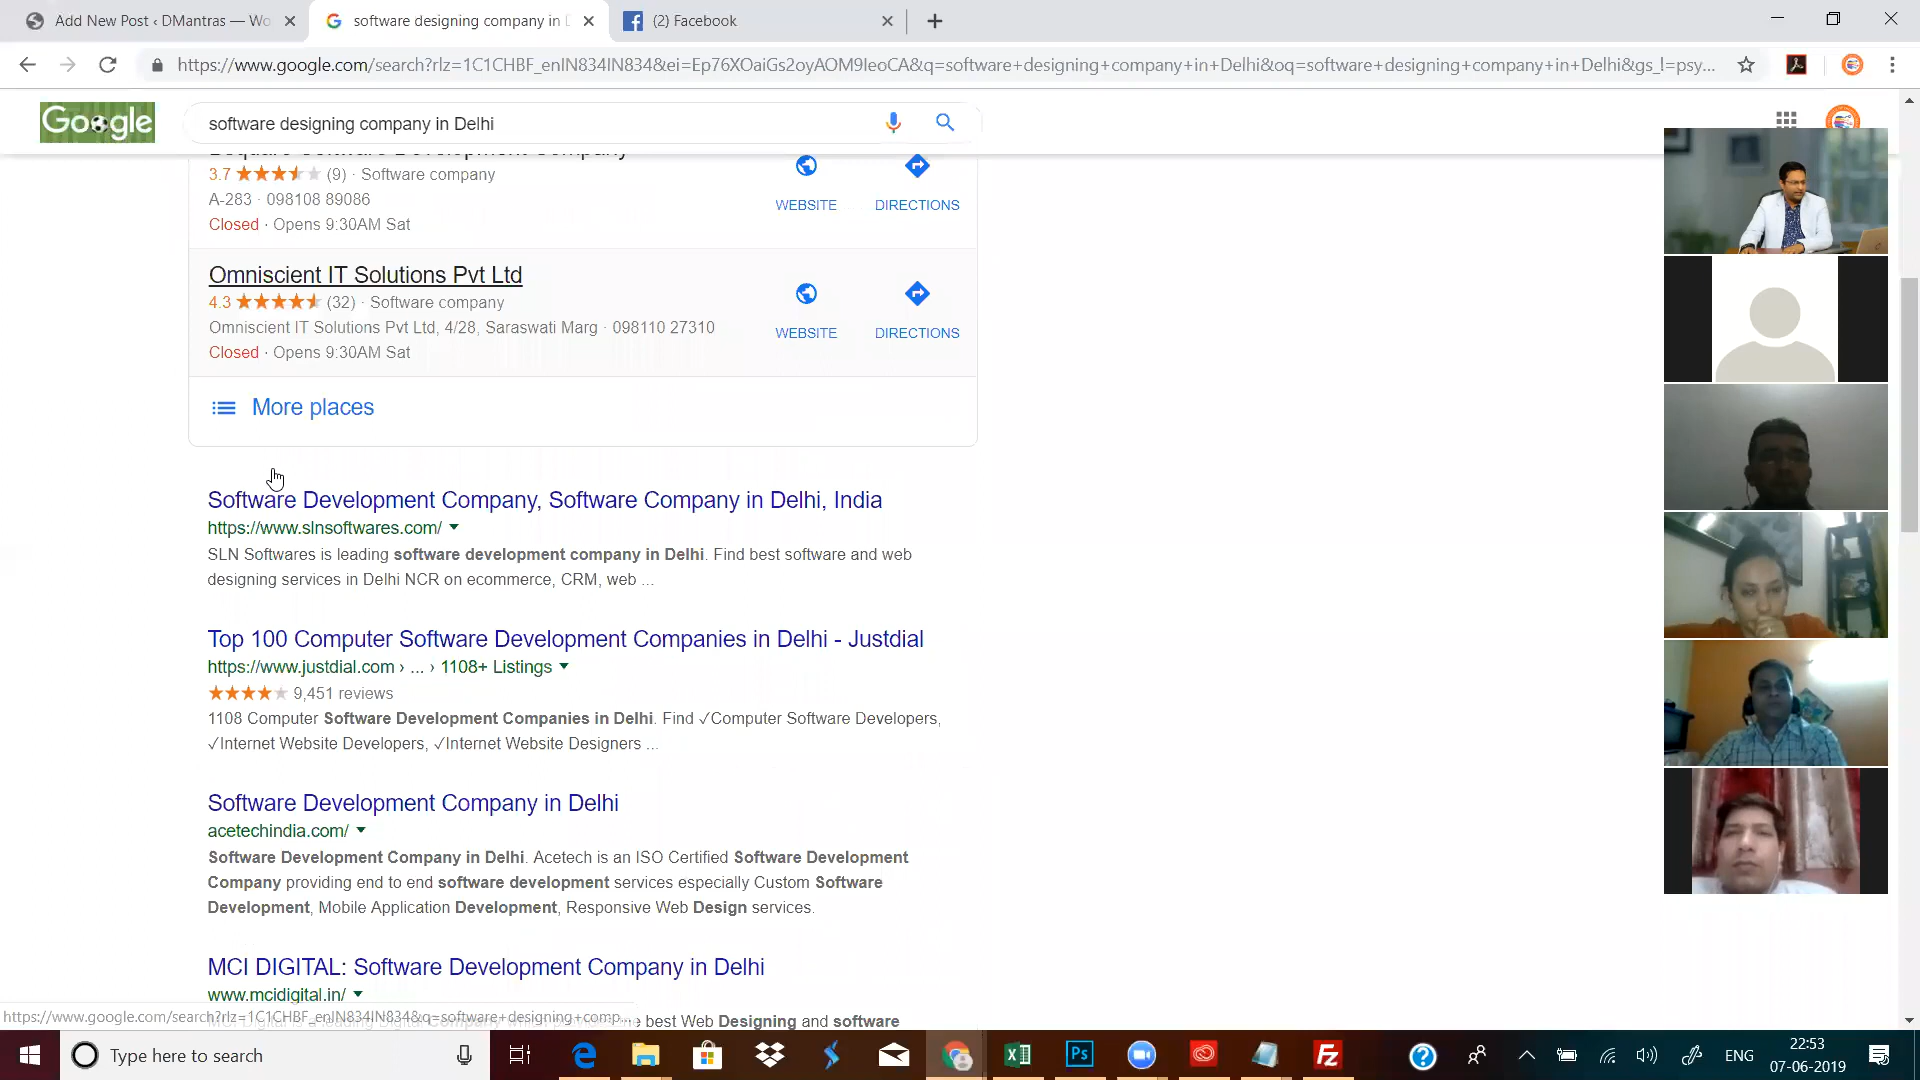 Add New Post ‹ DMantras — Wo
software designing company in D
(2) Facebook
https://www.google.com/search?rlz=1C1CHBF_enIN834IN834&ei=Ep76XOaiGs2oyAOM9IeoCA&q=software+designing+company+in+Delhi&oq=software+designing+company+in+Delhi&gs_l=psy...
Google
software designing company in Delhi
3.7 (9) · Software company
A-283 · 098108 89086
Closed · Opens 9:30AM Sat
WEBSITE
DIRECTIONS
Omniscient IT Solutions Pvt Ltd
4.3 (32) · Software company
Omniscient IT Solutions Pvt Ltd, 4/28, Saraswati Marg · 098110 27310
Closed · Opens 9:30AM Sat
WEBSITE
DIRECTIONS
More places
Software Development Company, Software Company in Delhi, India
https://www.slnsoftwares.com/
SLN Softwares is leading software development company in Delhi. Find best software and web
designing services in Delhi NCR on ecommerce, CRM, web ...
Top 100 Computer Software Development Companies in Delhi - Justdial
https://www.justdial.com › ... › 1108+ Listings
9,451 reviews
1108 Computer Software Development Companies in Delhi. Find ✓Computer Software Developers,
✓Internet Website Developers, ✓Internet Website Designers ...
Software Development Company in Delhi
acetechindia.com/
Software Development Company in Delhi. Acetech is an ISO Certified Software Development
Company providing end to end software development services especially Custom Software
Development, Mobile Application Development, Responsive Web Design services.
MCI DIGITAL: Software Development Company in Delhi
www.mcidigital.in/
https://www.google.com/search?rlz=1C1CHBF_enIN834IN834&q=software+designing+comp...
best Web Designing and software
Type here to search
Ps
ENG
22:53
07-06-2019